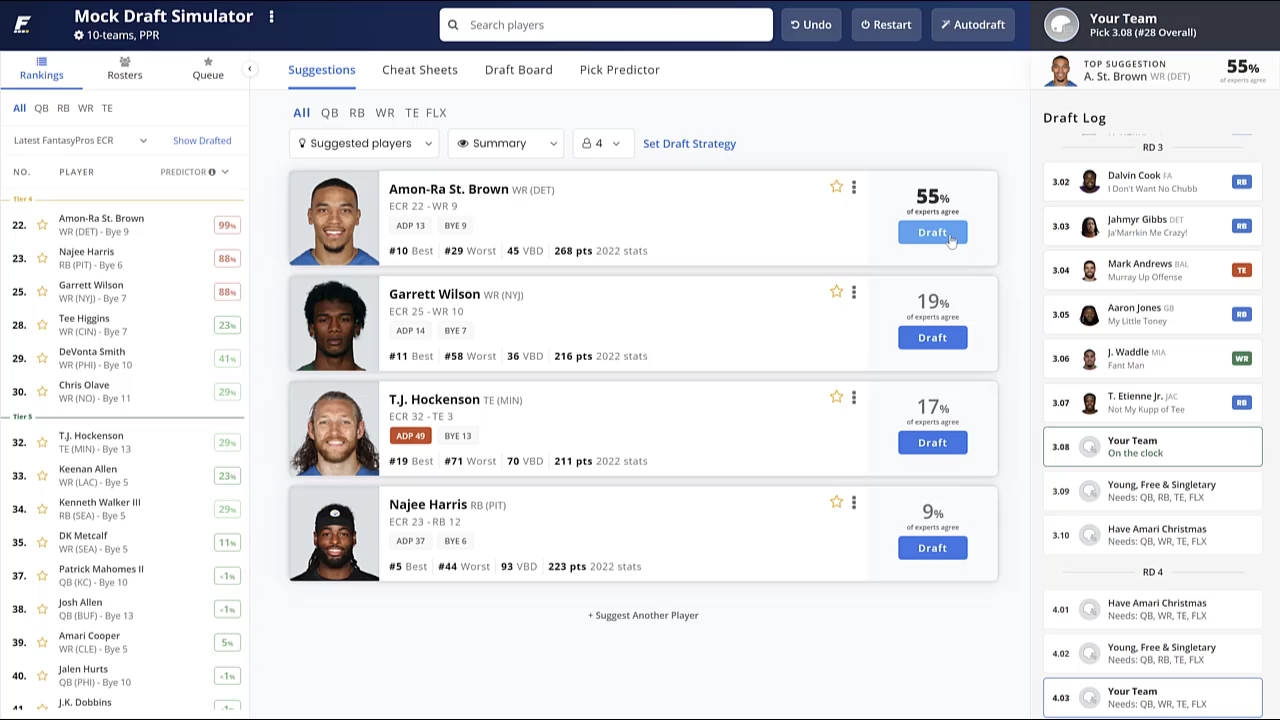 Mock Draft Simulator
10-teams, PPR
Search players
Undo
Restart
Autodraft
Your Team
Pick 3.08 (#28 Overall)
Rankings
Rosters
Queue
All QB RB WR TE
Latest FantasyPros ECR
Show Drafted
NO. PLAYER PREDICTOR
Tier 4
22. Amon-Ra St. Brown 99%
WR (DET) - Bye 9
23. Najee Harris 88%
RB (PIT) - Bye 6
25. Garrett Wilson 88%
WR (NYJ) - Bye 7
28. Tee Higgins 23%
WR (CIN) - Bye 7
29. DeVonta Smith 41%
WR (PHI) - Bye 10
30. Chris Olave 29%
WR (NO) - Bye 11
Tier 5
32. T.J. Hockenson 29%
TE (MIN) - Bye 13
33. Keenan Allen 23%
WR (LAC) - Bye 5
34. Kenneth Walker III 29%
RB (SEA) - Bye 5
35. DK Metcalf 11%
WR (SEA) - Bye 5
37. Patrick Mahomes II <1%
QB (KC) - Bye 10
38. Josh Allen <1%
QB (BUF) - Bye 13
39. Amari Cooper 5%
WR (CLE) - Bye 5
40. Jalen Hurts <1%
QB (PHI) - Bye 10
J.K. Dobbins
Suggestions
Cheat Sheets
Draft Board
Pick Predictor
All QB RB WR TE FLX
Suggested players
Summary
4
Set Draft Strategy
Amon-Ra St. Brown WR (DET)
ECR 22 - WR 9
ADP 13 BYE 9
#10 Best #29 Worst 45 VBD 268 pts 2022 stats
55%
of experts agree
Draft
Garrett Wilson WR (NYJ)
ECR 25 - WR 10
ADP 14 BYE 7
#11 Best #58 Worst 36 VBD 216 pts 2022 stats
19%
of experts agree
Draft
T.J. Hockenson TE (MIN)
ECR 32 - TE 3
ADP 49 BYE 13
#19 Best #71 Worst 70 VBD 211 pts 2022 stats
17%
of experts agree
Draft
Najee Harris RB (PIT)
ECR 23 - RB 12
ADP 37 BYE 6
#5 Best #44 Worst 93 VBD 223 pts 2022 stats
9%
of experts agree
Draft
+ Suggest Another Player
TOP SUGGESTION
A. St. Brown WR (DET)
55%
of experts agree
Draft Log
RD 3
3.02 Dalvin Cook FA RB
I Don't Want No Chubb
3.03 Jahmyr Gibbs DET RB
Ja'Marrkin Me Crazy!
3.04 Mark Andrews BAL TE
Murray Up Offense
3.05 Aaron Jones GB RB
My Little Toney
3.06 J. Waddle MIA WR
Fant Man
3.07 T. Etienne Jr. JAC RB
Not My Kupp of Tee
3.08 Your Team
On the clock
3.09 Young, Free & Singletary
Needs: QB, RB, TE, FLX
3.10 Have Amari Christmas
Needs: QB, WR, TE, FLX
RD 4
4.01 Have Amari Christmas
Needs: QB, WR, TE, FLX
4.02 Young, Free & Singletary
Needs: QB, RB, TE, FLX
4.03 Your Team
Needs: QB, WR, TE, FLX